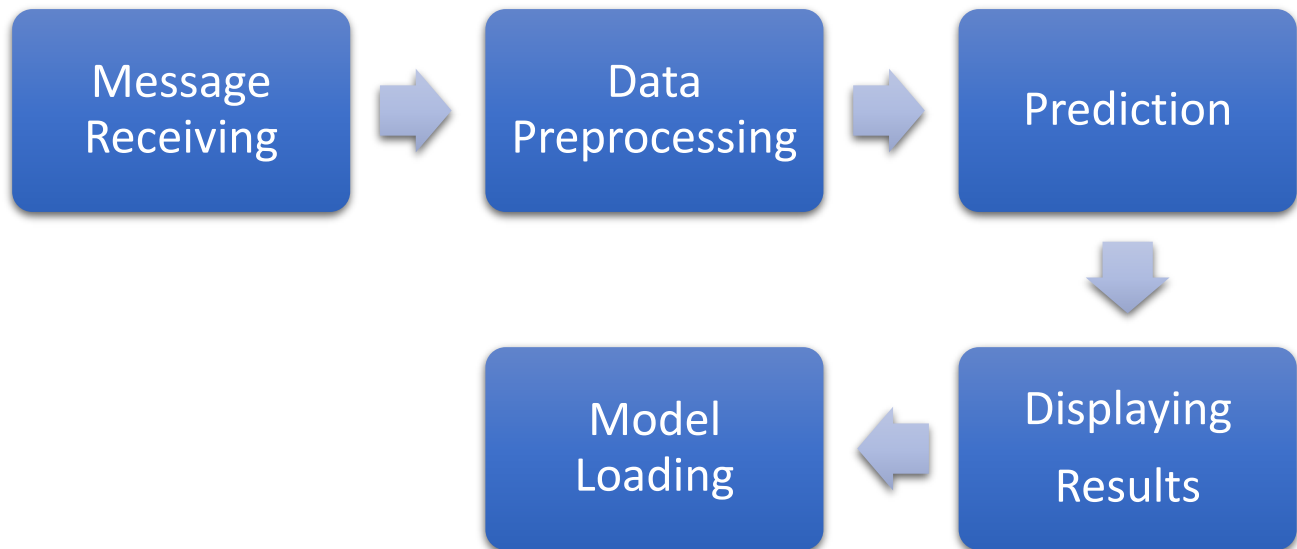 Message
Receiving
Data
Preprocessing
Prediction
Displaying
Results
Model
Loading